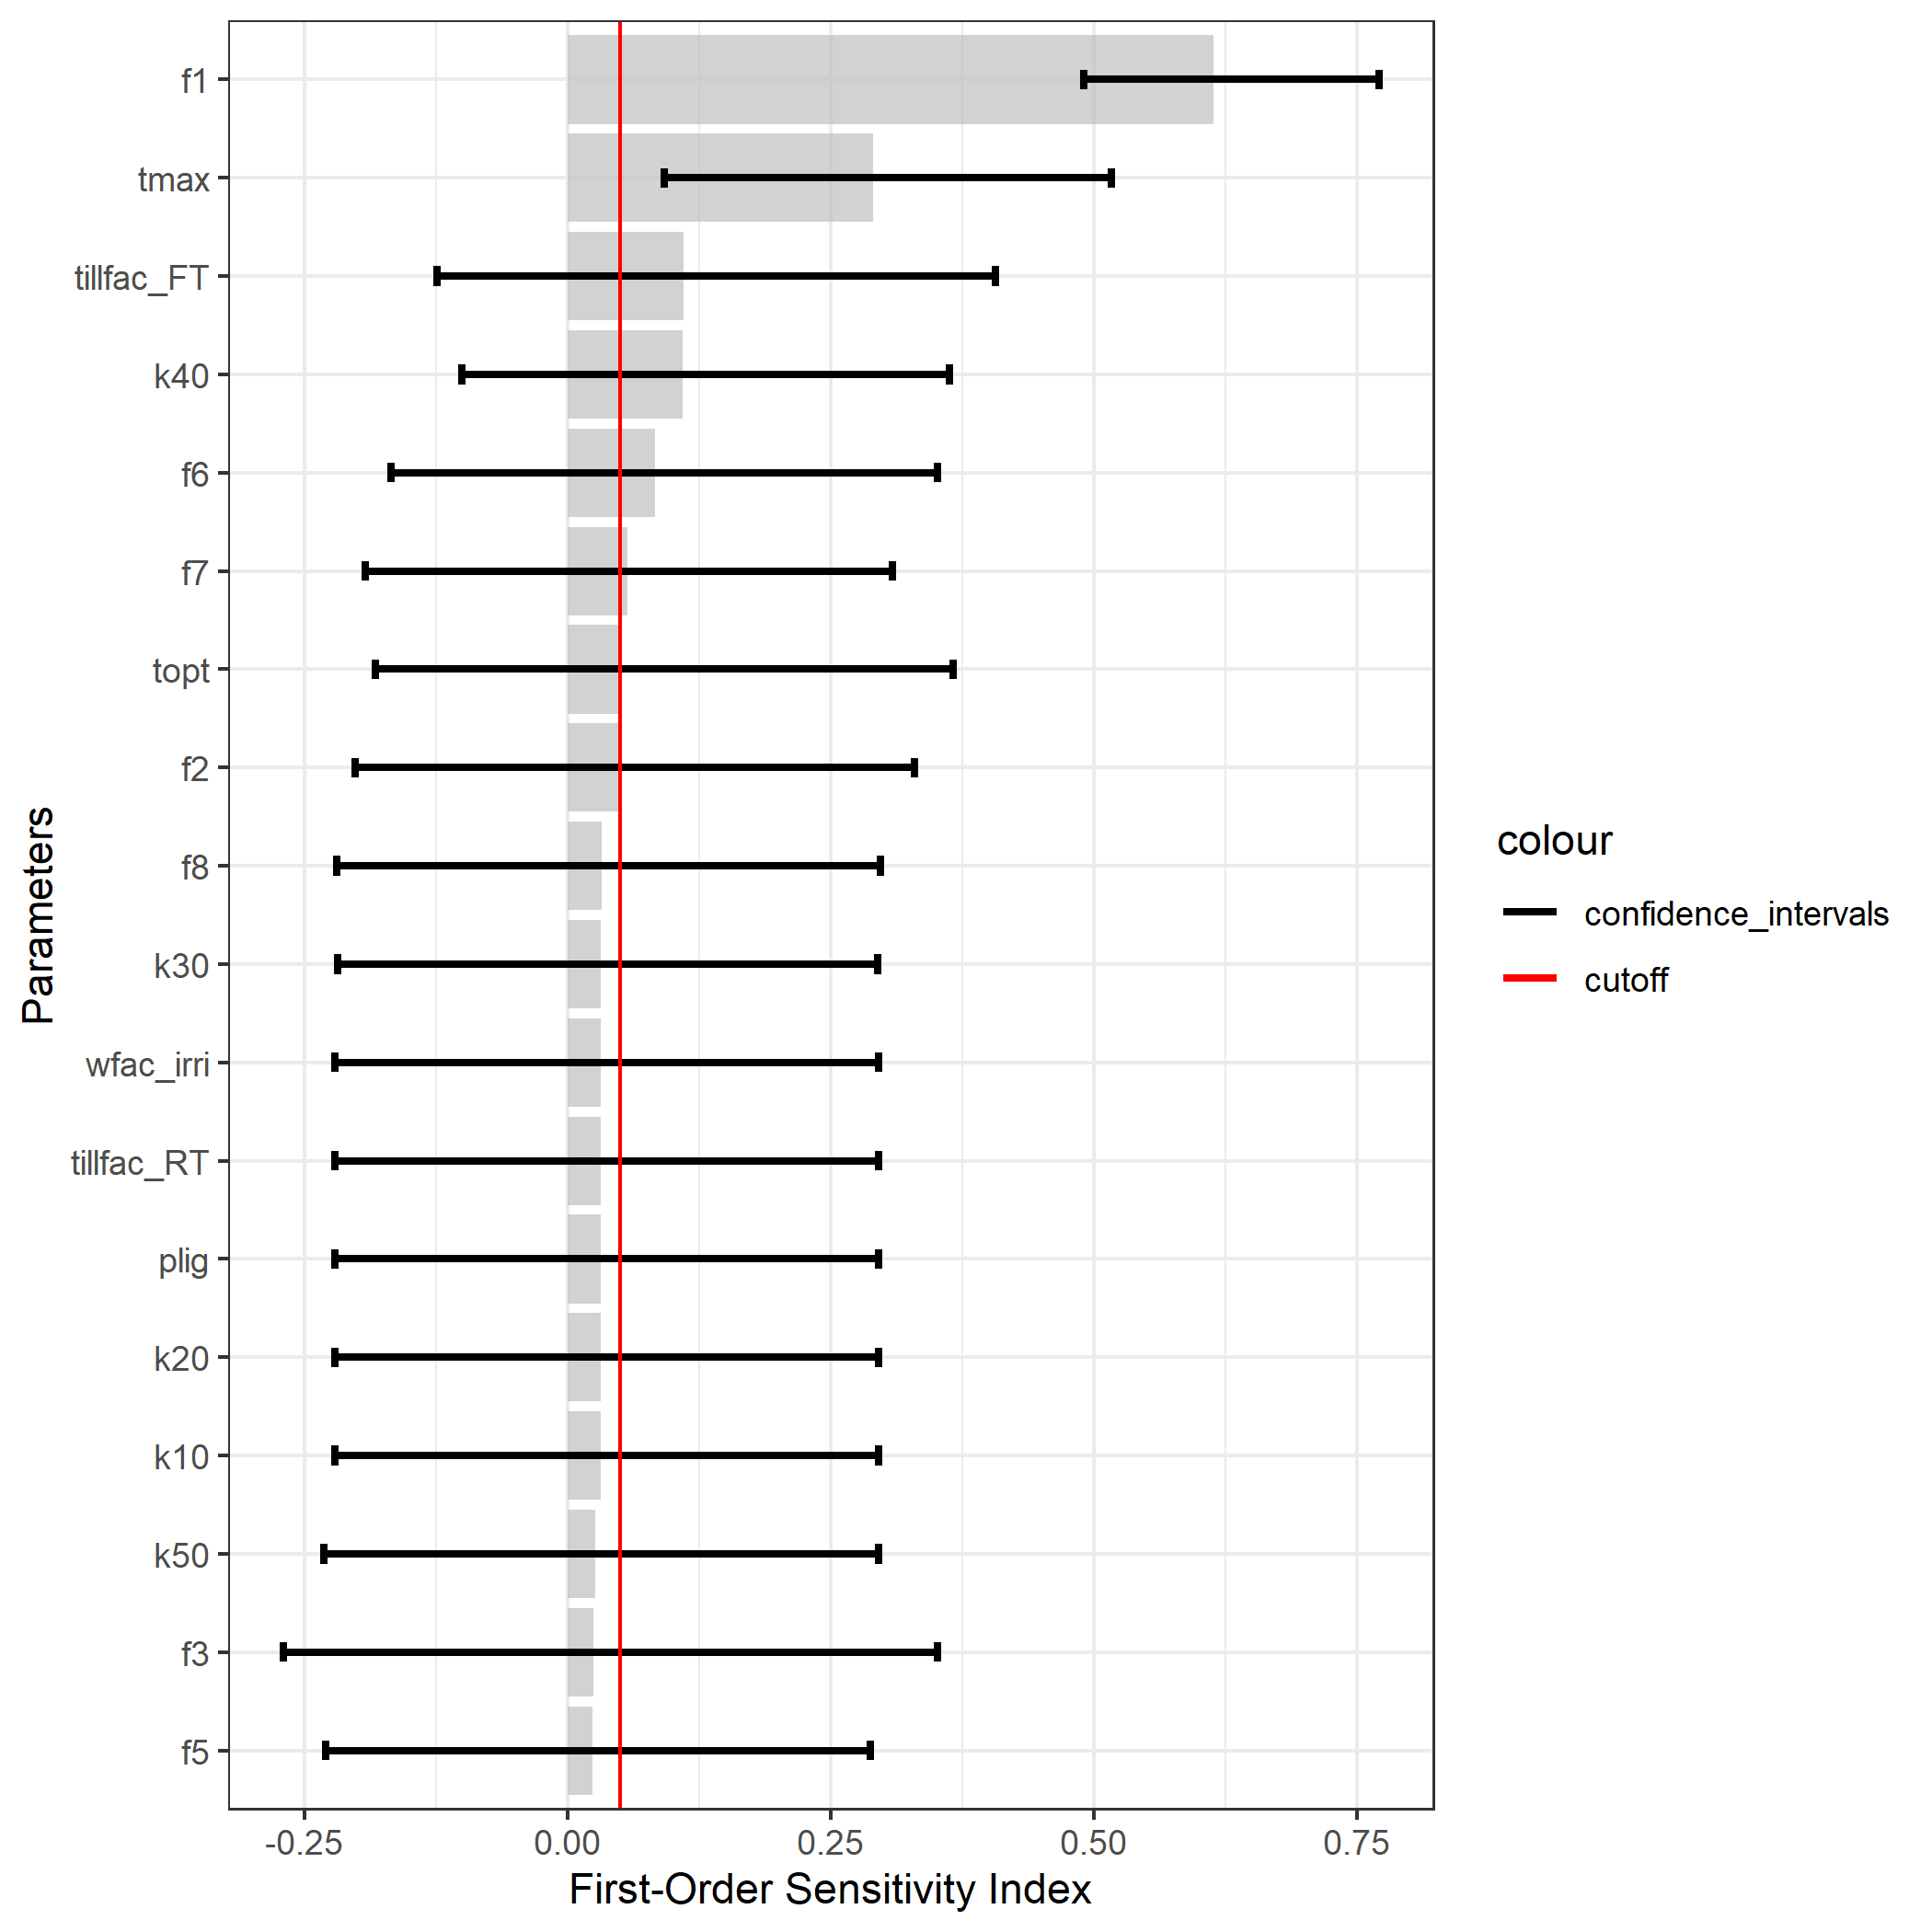 f1
tmax
tillfac_FT
k40
f6
f7
topt
f2
f8
k30
wfac_irri
tillfac_RT
plig
k20
k10
k50
f3
f5
Parameters
-0.25 0.00 0.25 0.50 0.75
First-Order Sensitivity Index
colour
confidence_intervals
cutoff